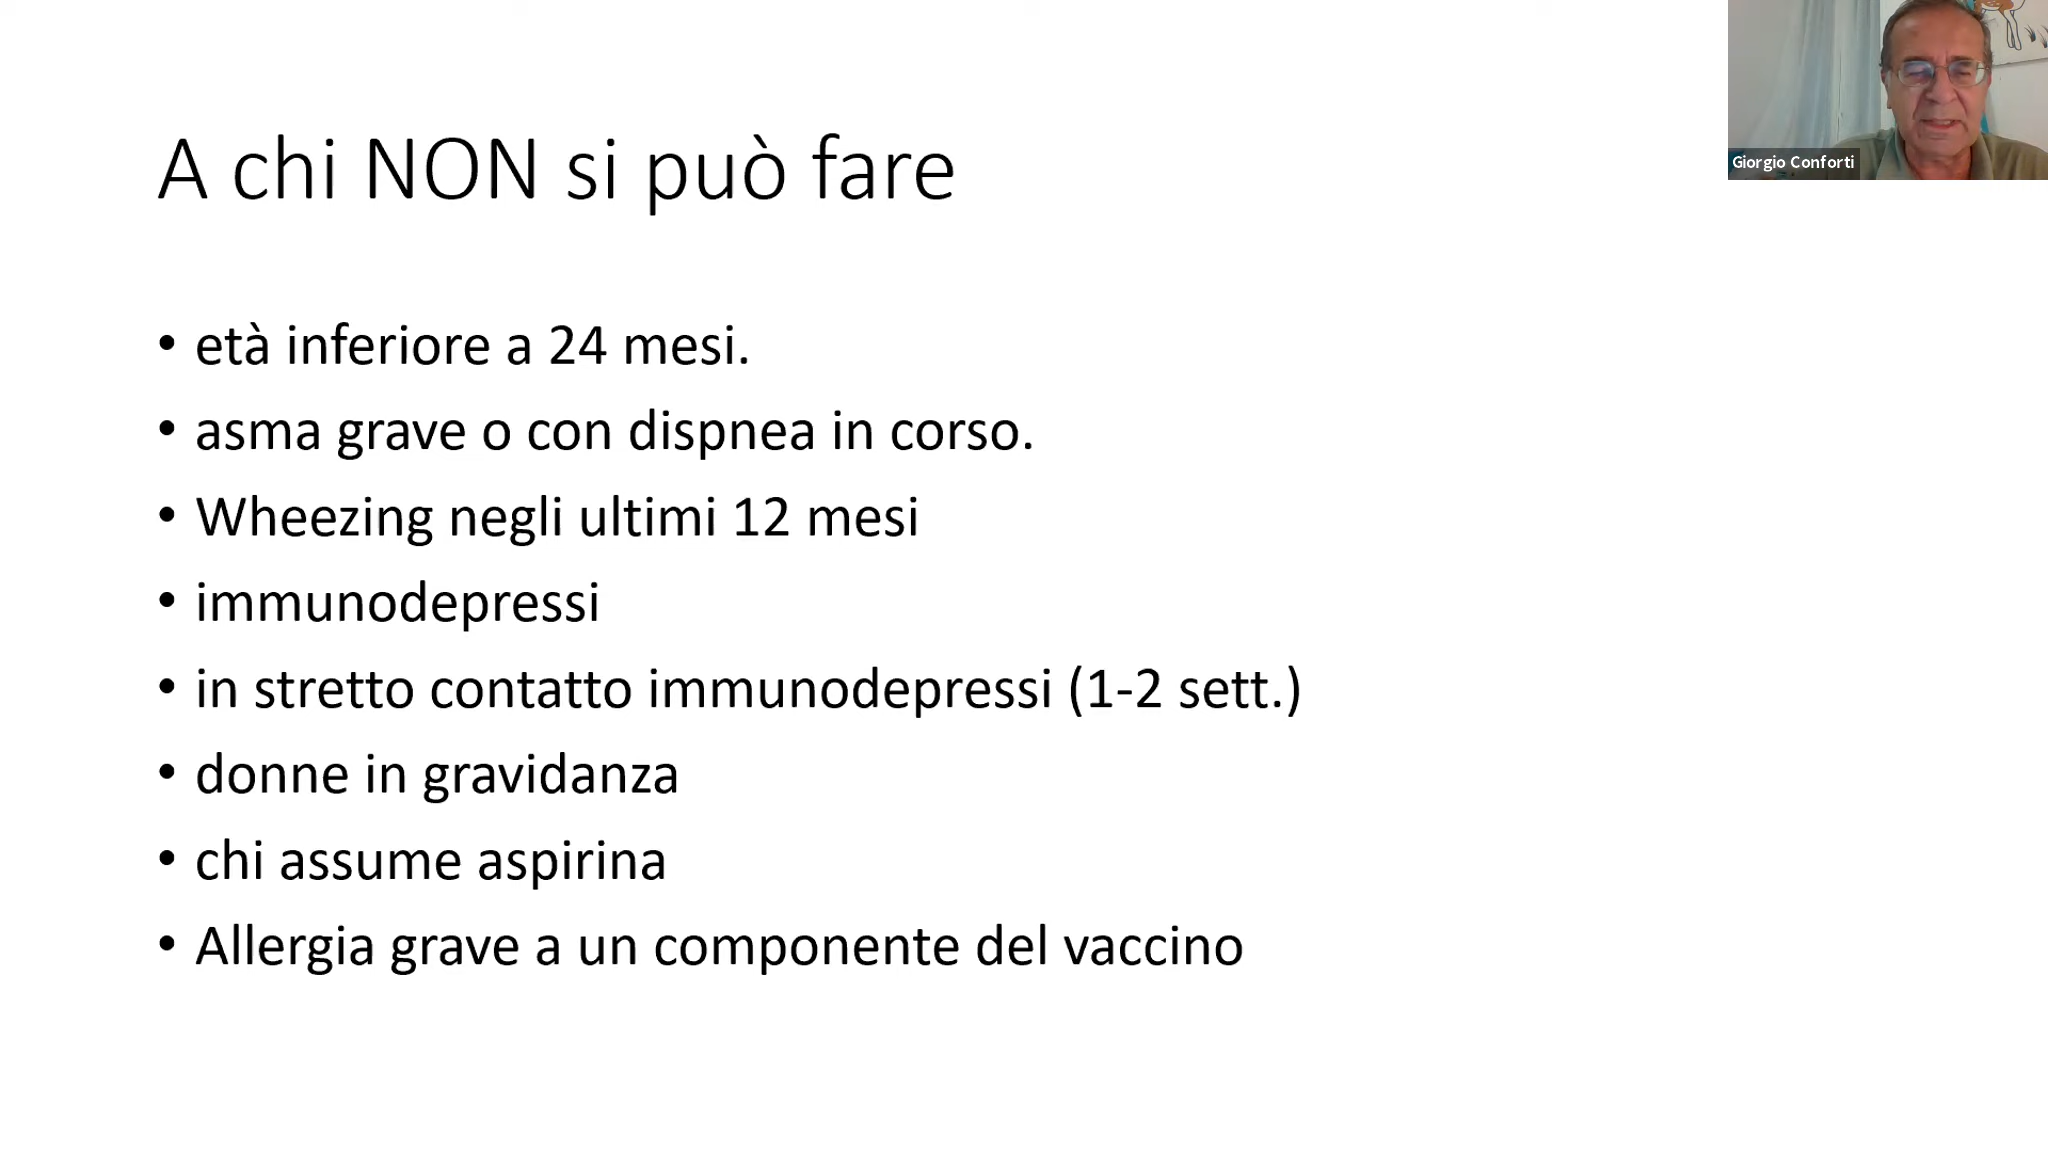 A chi NON si può fare
Giorgio Conforti
• età inferiore a 24 mesi.
• asma grave o con dispnea in corso.
• Wheezing negli ultimi 12 mesi
• immunodepressi
• in stretto contatto immunodepressi (1-2 sett.)
• donne in gravidanza
• chi assume aspirina
• Allergia grave a un componente del vaccino